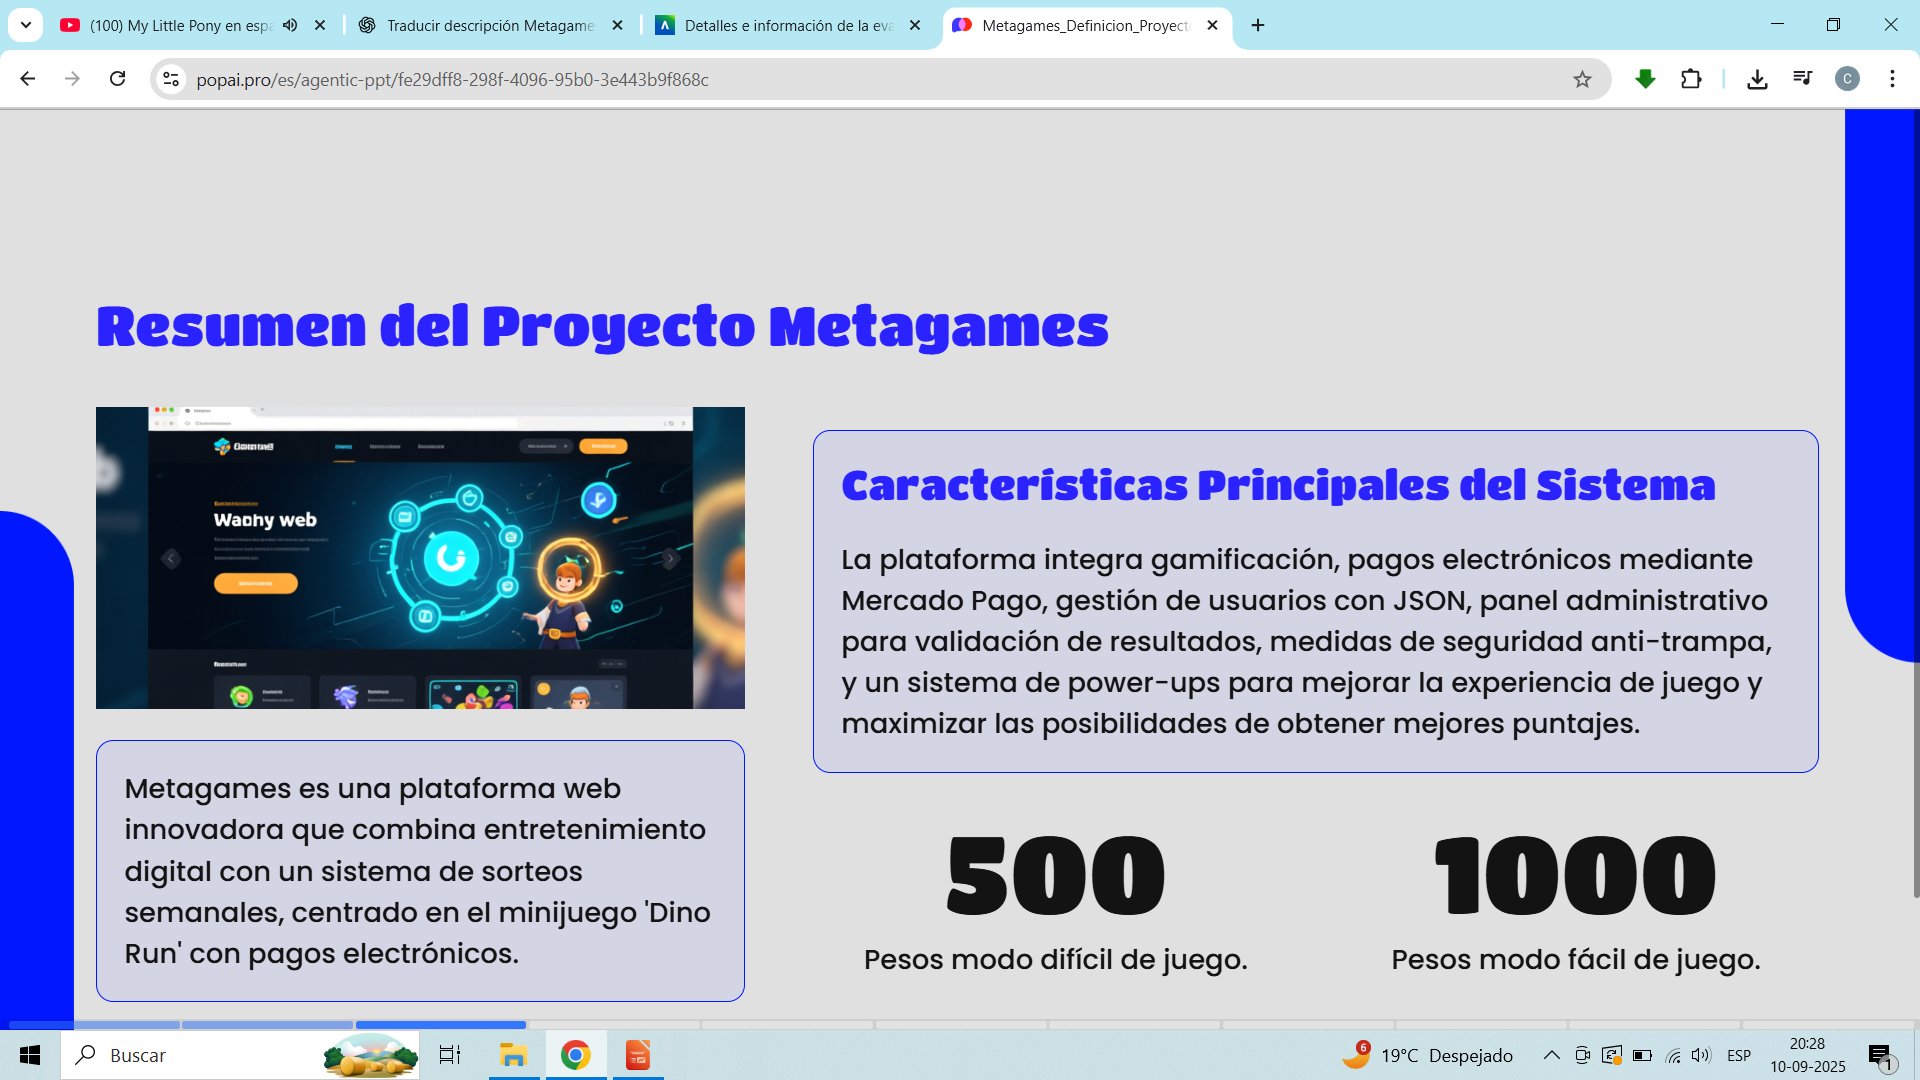 (100) My Little Pony en espa
Traducir descripción Metagame
Detalles e información de la eva
Metagames_Definicion_Proyect
popai.pro/es/agentic-ppt/fe29dff8-298f-4096-95b0-3e443b9f868c
C
Resumen del Proyecto Metagames
Waohy web
Metagames es una plataforma web
innovadora que combina entretenimiento
digital con un sistema de sorteos
semanales, centrado en el minijuego 'Dino
Run' con pagos electrónicos.
Características Principales del Sistema
La plataforma integra gamificación, pagos electrónicos mediante
Mercado Pago, gestión de usuarios con JSON, panel administrativo
para validación de resultados, medidas de seguridad anti-trampa,
y un sistema de power-ups para mejorar la experiencia de juego y
maximizar las posibilidades de obtener mejores puntajes.
500
Pesos modo difícil de juego.
1000
Pesos modo fácil de juego.
Buscar
6
19°C Despejado
ESP
20:28
10-09-2025
1